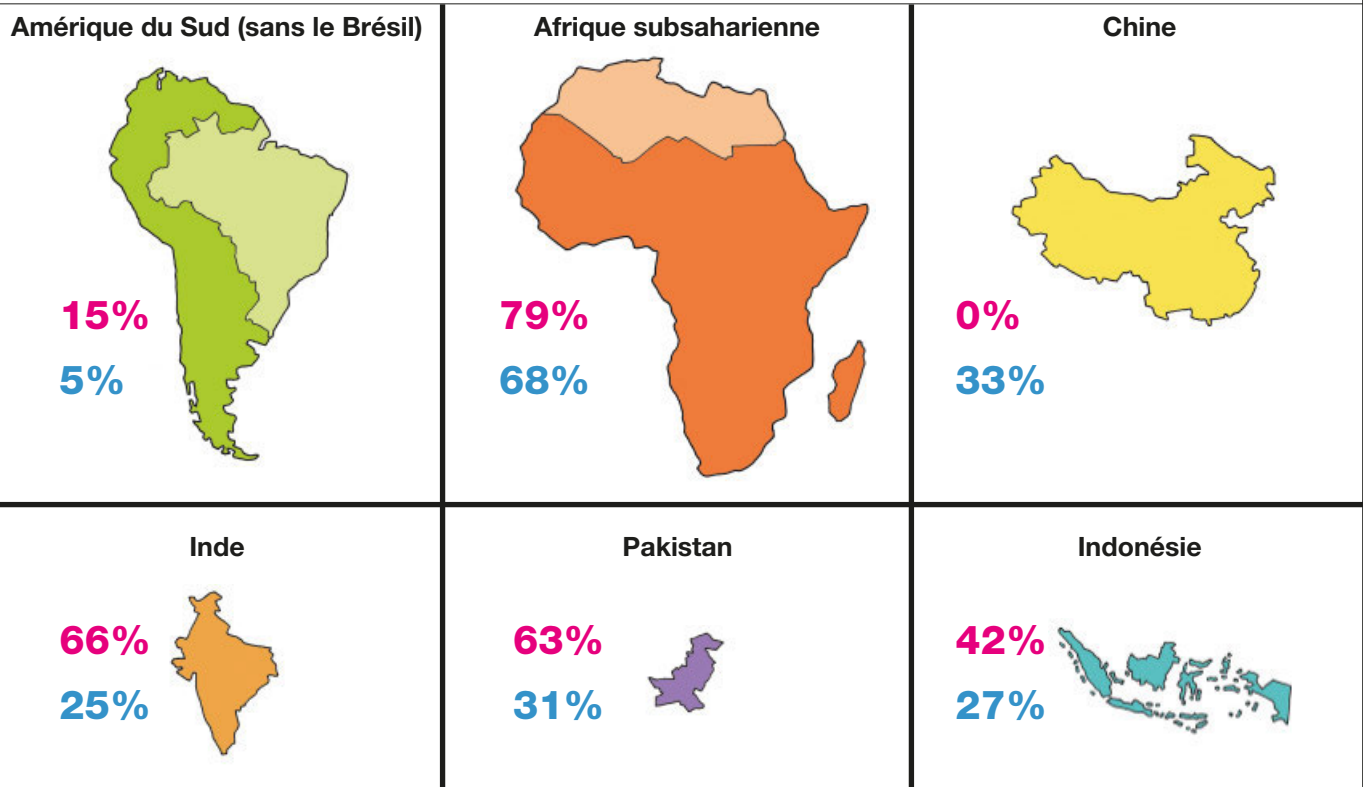 Amérique du Sud (sans le Brésil)
15%
5%
Afrique subsaharienne
79%
68%
Chine
0%
33%
Inde
66%
25%
Pakistan
63%
31%
Indonésie
42%
27%